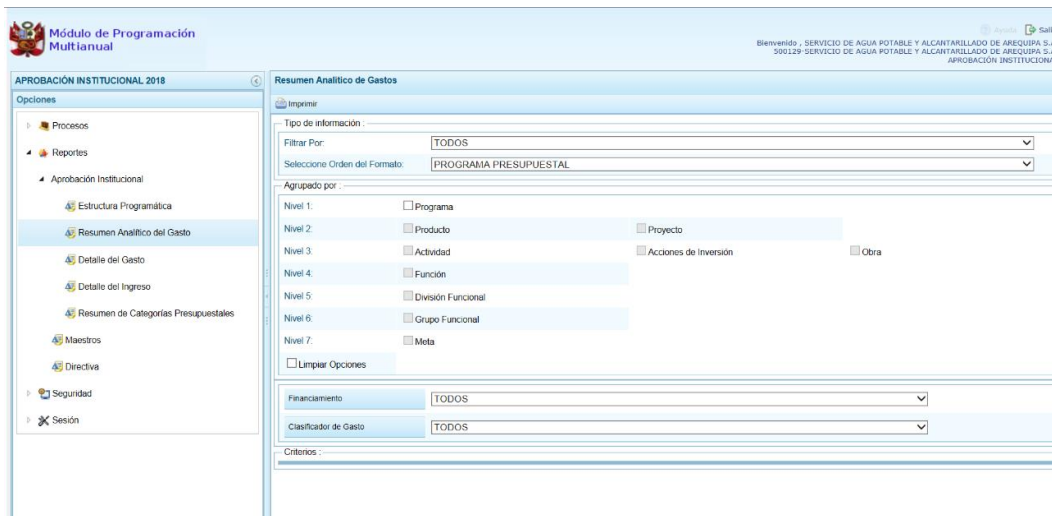 Módulo de Programación
Multianual
Ayuda Salir
Bienvenido , SERVICIO DE AGUA POTABLE Y ALCANTARILLADO DE AREQUIPA S.A
500129-SERVICIO DE AGUA POTABLE Y ALCANTARILLADO DE AREQUIPA S.A
APROBACIÓN INSTITUCIONA
APROBACIÓN INSTITUCIONAL 2018
Opciones
Procesos
Reportes
Aprobación Institucional
Estructura Programática
Resumen Analítico del Gasto
Detalle del Gasto
Detalle del Ingreso
Resumen de Categorías Presupuestales
Maestros
Directiva
Seguridad
Sesión
Resumen Analitico de Gastos
Imprimir
Tipo de información :
Filtrar Por: TODOS
Seleccione Orden del Formato: PROGRAMA PRESUPUESTAL
Agrupado por :
Nivel 1: Programa
Nivel 2: Producto Proyecto
Nivel 3: Actividad Acciones de Inversión Obra
Nivel 4: Función
Nivel 5: División Funcional
Nivel 6: Grupo Funcional
Nivel 7: Meta
Limpiar Opciones
Financiamiento TODOS
Clasificador de Gasto TODOS
Criterios :